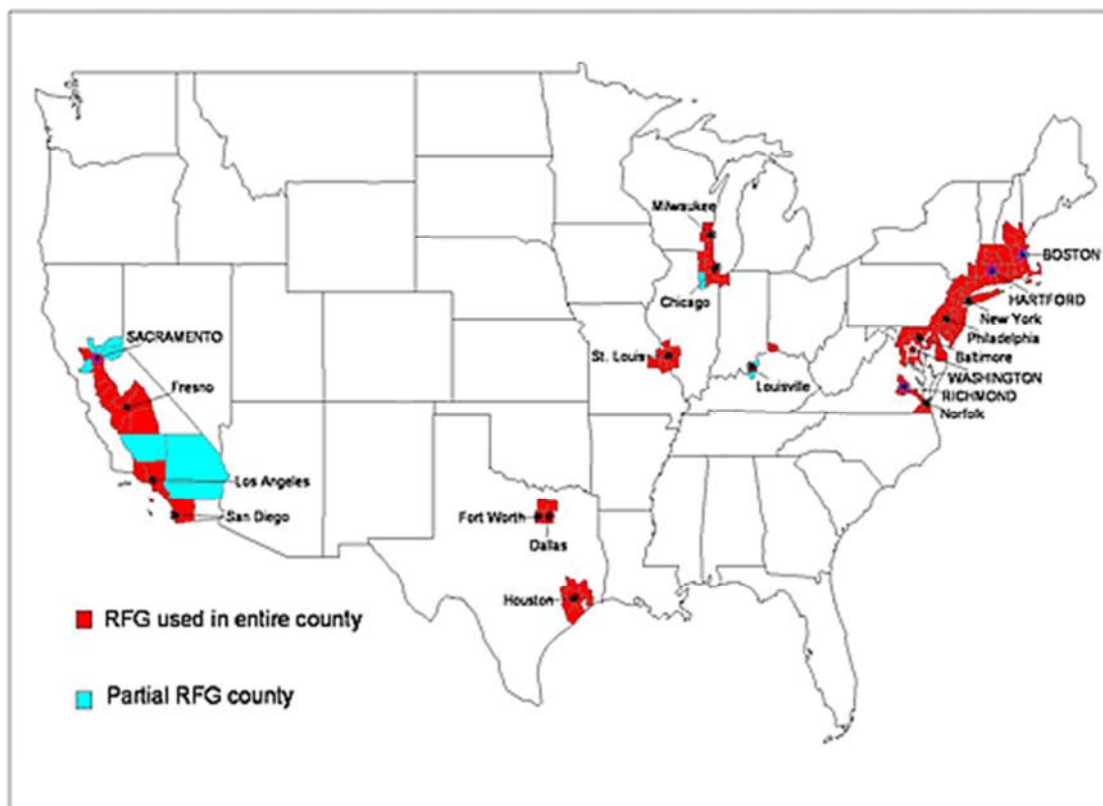 Milwaukee
BOSTON
HARTFORD
Chicago
New York
SACRAMENTO
Philadelphia
St. Louis
Baltimore
WASHINGTON
Fresno
Louisville
RICHMOND
Norfolk
Los Angeles
San Diego
Fort Worth
Dallas
Houston
RFG used in entire county
Partial RFG county